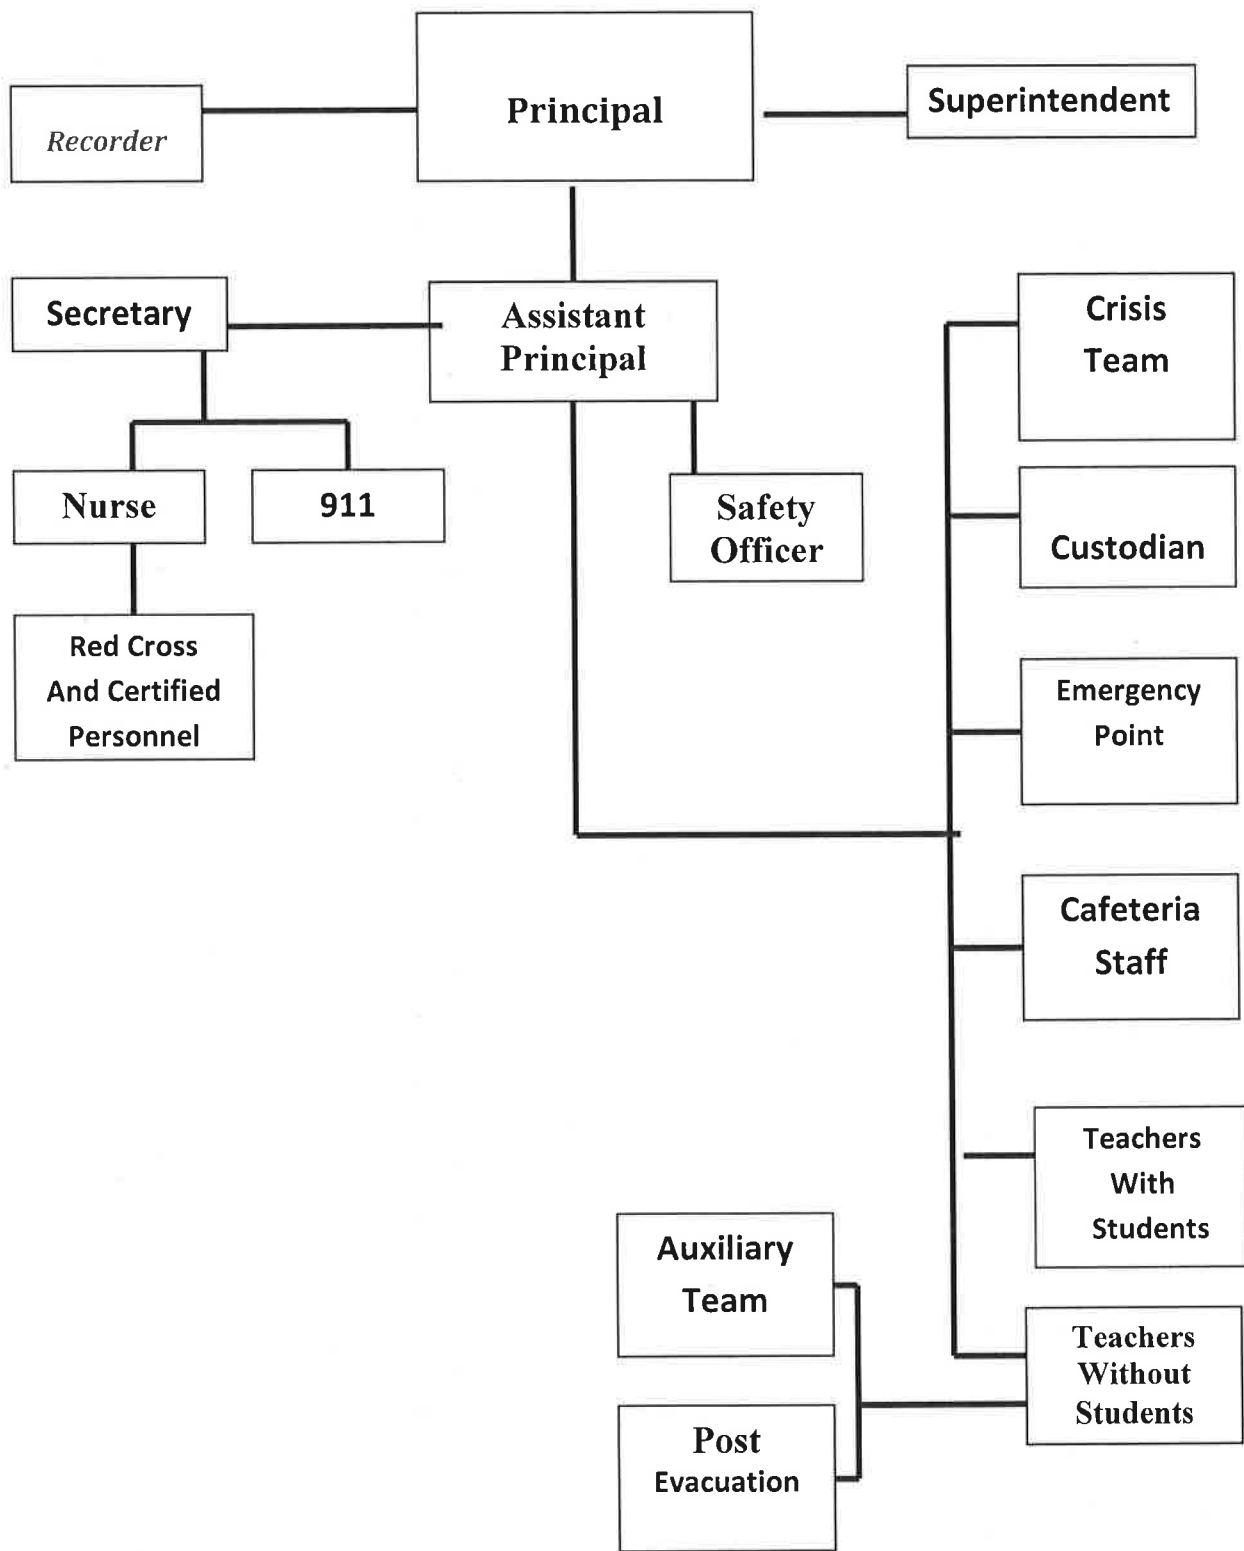 Principal
Superintendent
Recorder
Secretary
Assistant
Principal
Crisis
Team
Nurse
911
Safety
Officer
Custodian
Red Cross
And Certified
Personnel
Emergency
Point
Cafeteria
Staff
Teachers
With
Students
Auxiliary
Team
Teachers
Without
Students
Post
Evacuation